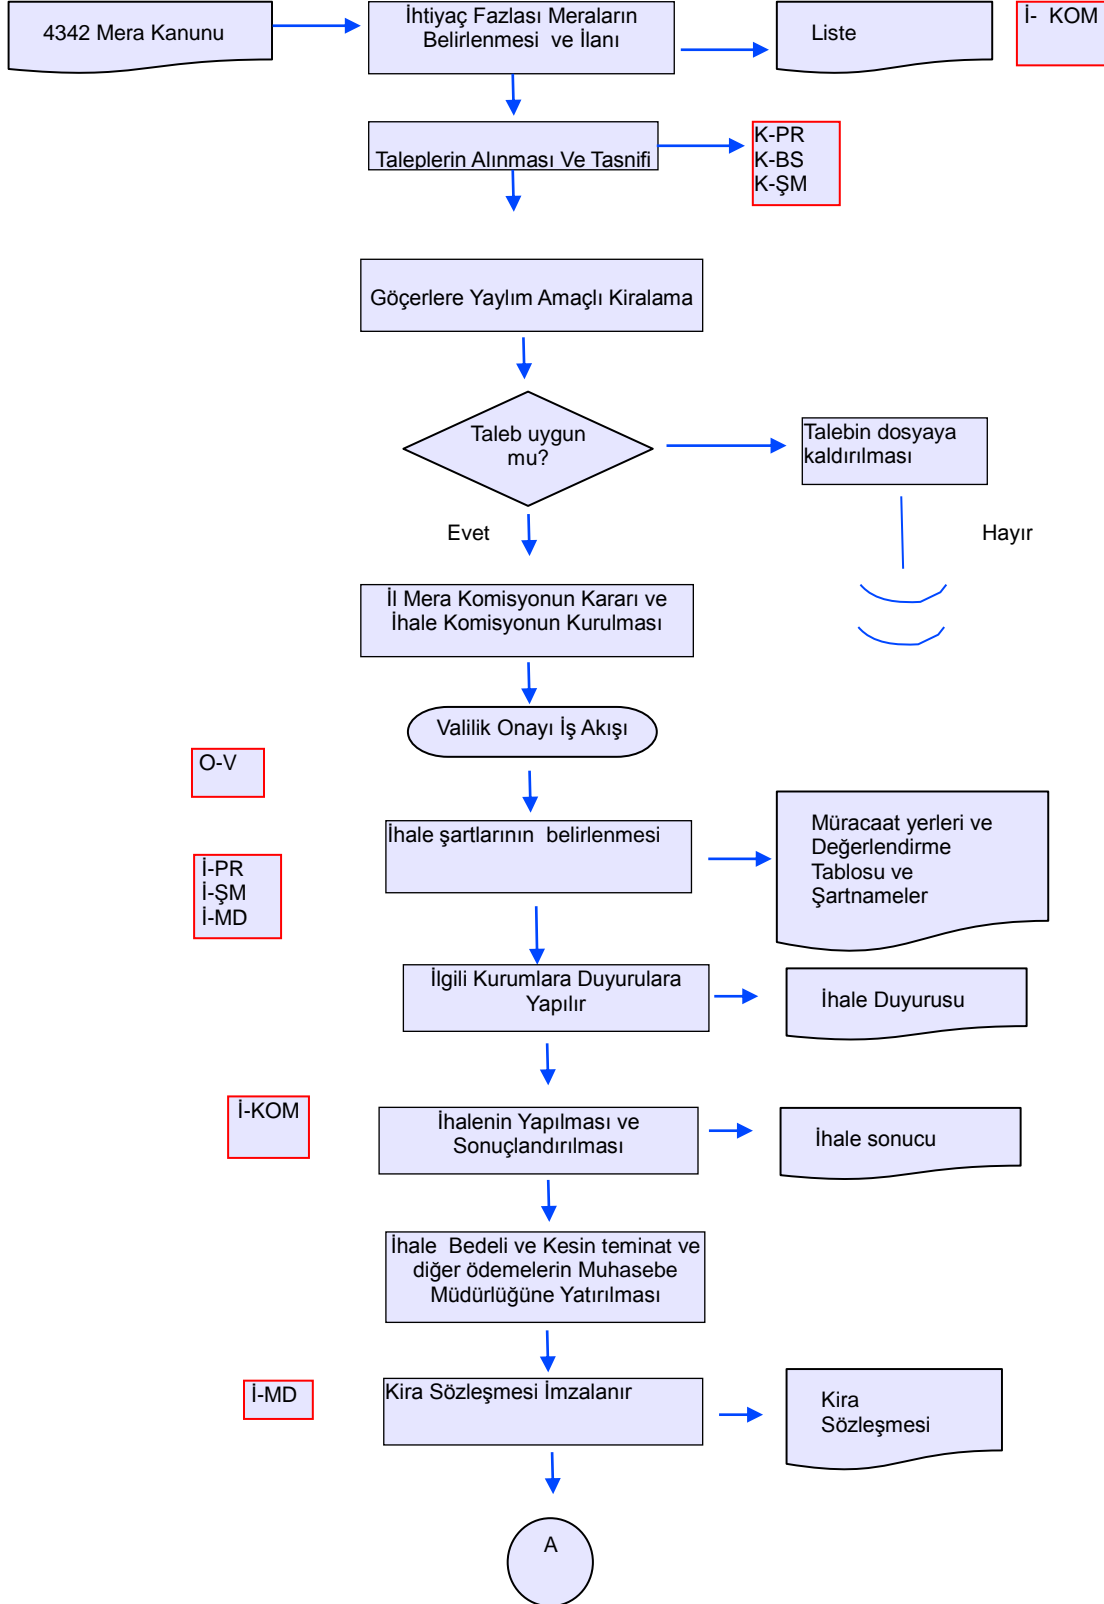 4342 Mera Kanunu
İhtiyaç Fazlası Meraların
Belirlenmesi ve İlanı
Liste
İ- KOM
Taleplerin Alınması Ve Tasnifi
K-PR
K-BS
K-ŞM
Göçerlere Yaylım Amaçlı Kiralama
Taleb uygun
mu?
Talebin dosyaya
kaldırılması
Evet
Hayır
İl Mera Komisyonun Kararı ve
İhale Komisyonun Kurulması
Valilik Onayı İş Akışı
O-V
İhale şartlarının belirlenmesi
Müracaat yerleri ve
Değerlendirme
Tablosu ve
Şartnameler
İ-PR
İ-ŞM
İ-MD
İlgili Kurumlara Duyurulara
Yapılır
İhale Duyurusu
İ-KOM
İhalenin Yapılması ve
Sonuçlandırılması
İhale sonucu
İhale Bedeli ve Kesin teminat ve
diğer ödemelerin Muhasebe
Müdürlüğüne Yatırılması
İ-MD
Kira Sözleşmesi İmzalanır
Kira
Sözleşmesi
A